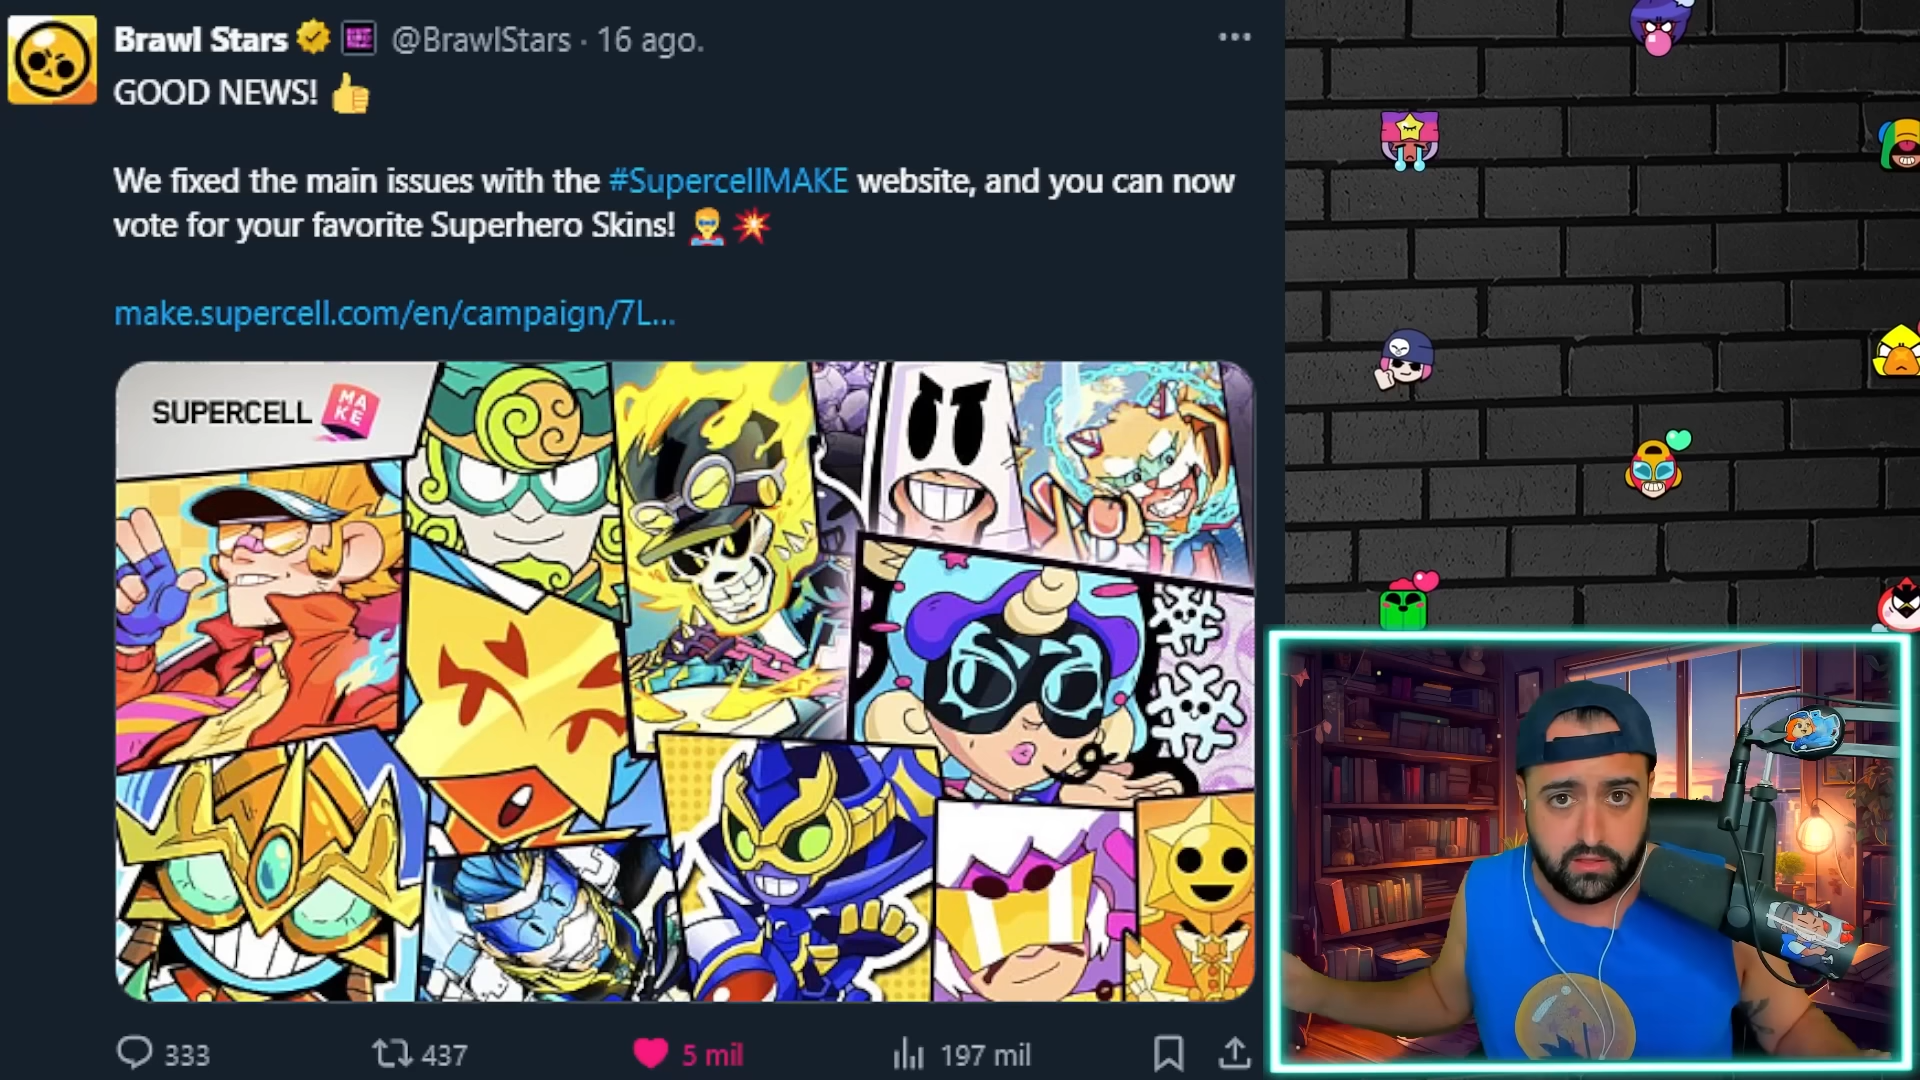 Brawl Stars @BrawlStars · 16 ago.
GOOD NEWS! 👍
We fixed the main issues with the #SupercellMAKE website, and you can now
vote for your favorite Superhero Skins! 🦸‍♂️💥
make.supercell.com/en/campaign/7L...
SUPERCELL MAKE
333 437 5 mil 197 mil